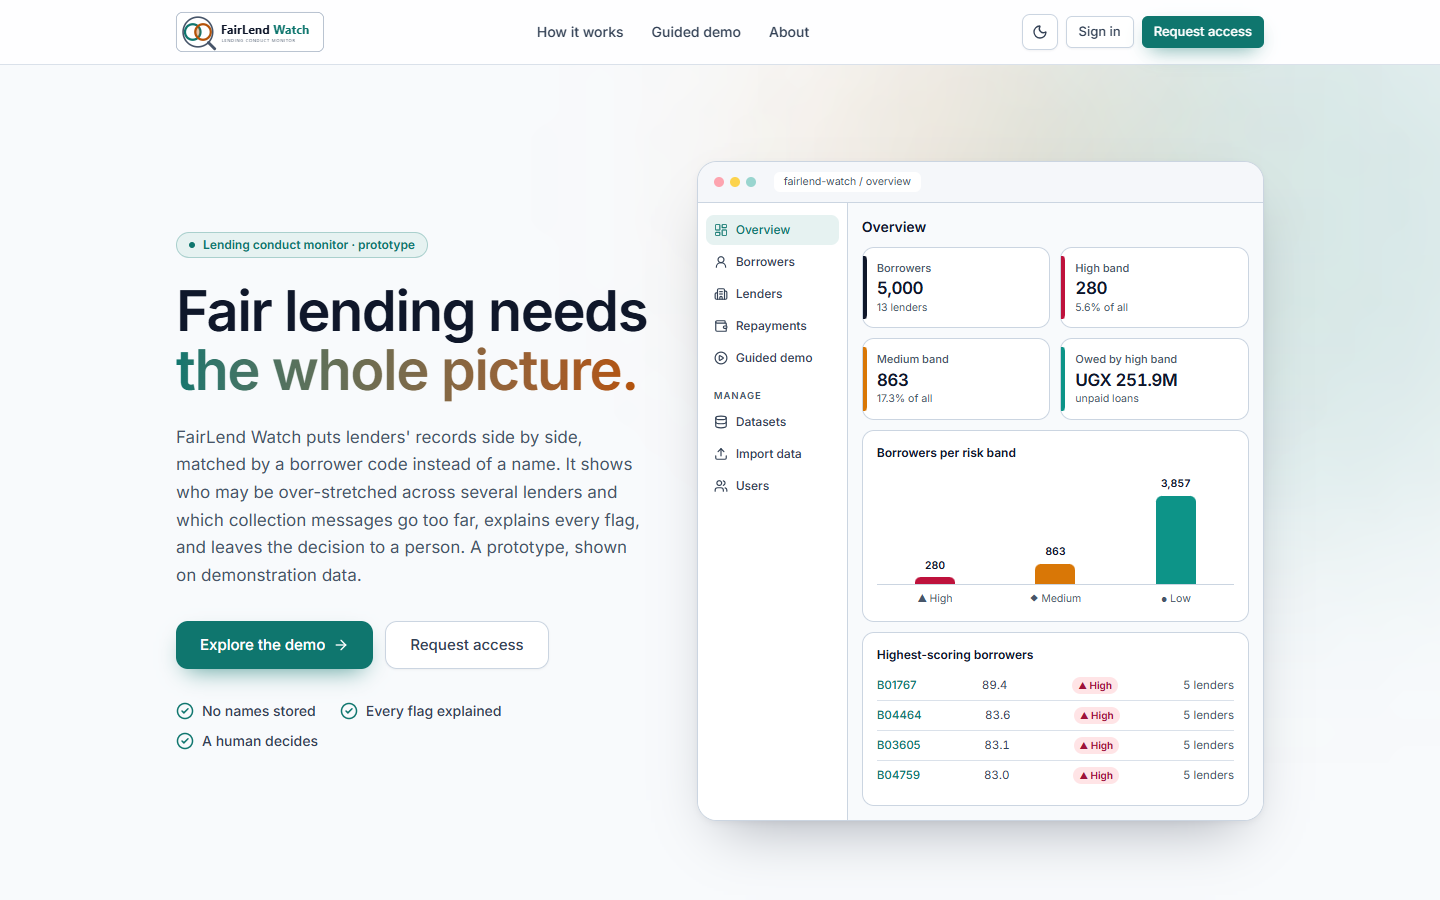 FairLend Watch
LENDING CONDUCT MONITOR
How it works
Guided demo
About
Sign in
Request access
Lending conduct monitor · prototype
Fair lending needs
the whole picture.
FairLend Watch puts lenders' records side by side,
matched by a borrower code instead of a name. It shows
who may be over-stretched across several lenders and
which collection messages go too far, explains every flag,
and leaves the decision to a person. A prototype, shown
on demonstration data.
Explore the demo →
Request access
No names stored
Every flag explained
A human decides
fairlend-watch / overview
Overview
Borrowers
Lenders
Repayments
Guided demo
MANAGE
Datasets
Import data
Users
Overview
Borrowers
5,000
13 lenders
High band
280
5.6% of all
Medium band
863
17.3% of all
Owed by high band
UGX 251.9M
unpaid loans
Borrowers per risk band
280
863
3,857
▲ High
◆ Medium
● Low
Highest-scoring borrowers
B01767 89.4 ▲ High 5 lenders
B04464 83.6 ▲ High 5 lenders
B03605 83.1 ▲ High 5 lenders
B04759 83.0 ▲ High 5 lenders